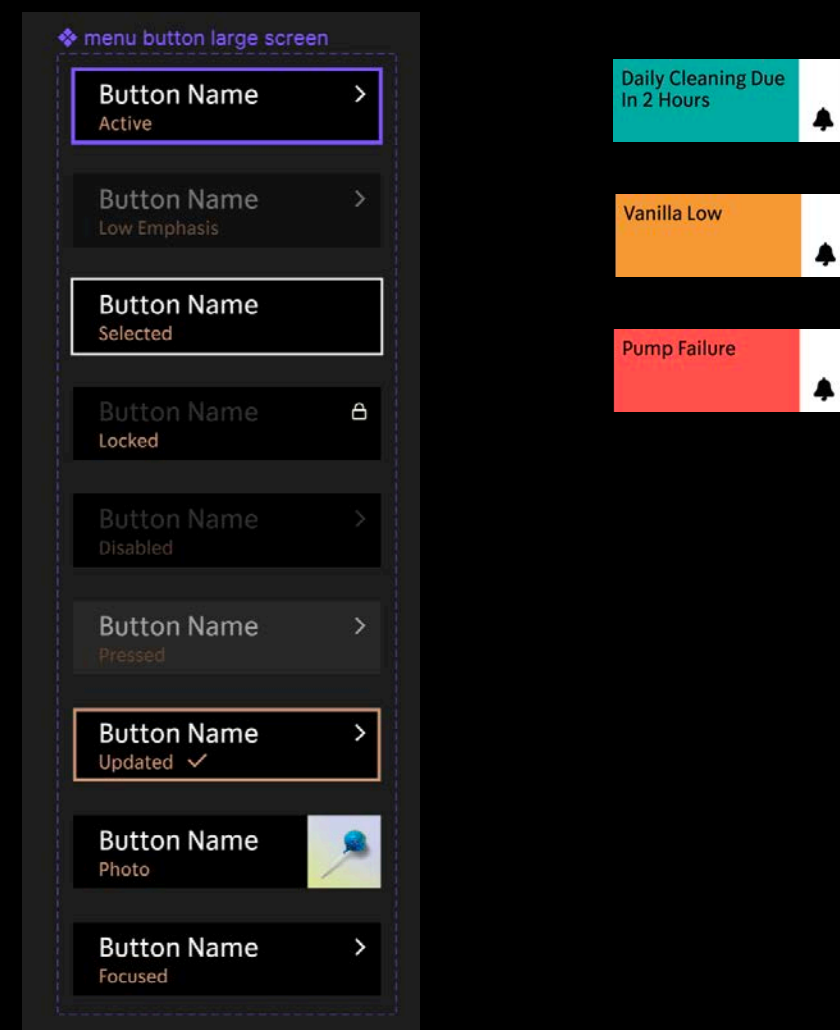 menu button large screen
Button Name
Active
Button Name
Low Emphasis
Button Name
Selected
Button Name
Locked
Button Name
Disabled
Button Name
Pressed
Button Name
Updated
Button Name
Photo
Button Name
Focused
Daily Cleaning Due
In 2 Hours
Vanilla Low
Pump Failure